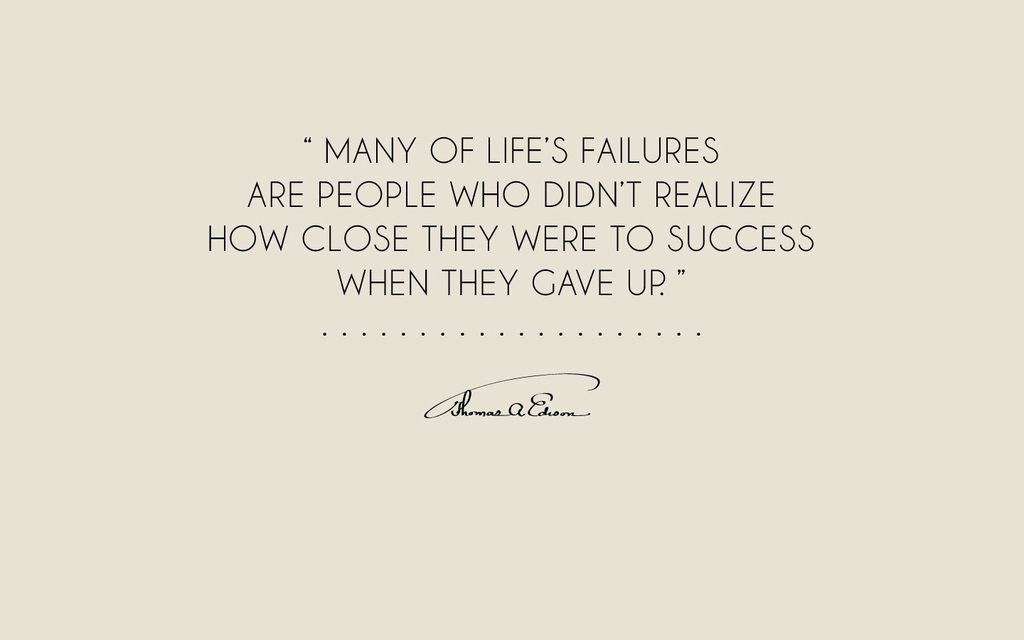 “ MANY OF LIFE’S FAILURES
ARE PEOPLE WHO DIDN’T REALIZE
HOW CLOSE THEY WERE TO SUCCESS
WHEN THEY GAVE UP. ”
. . . . . . . . . . . . . . . . . . . .
Thomas A Edison